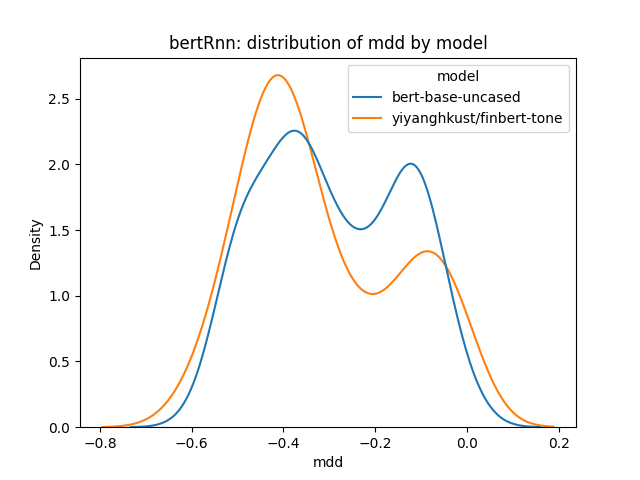 bertRnn: distribution of mdd by model
model
bert-base-uncased
yiyanghkust/finbert-tone
Density
2.5
2.0
1.5
1.0
0.5
0.0
−0.8 −0.6 −0.4 −0.2 0.0 0.2
mdd